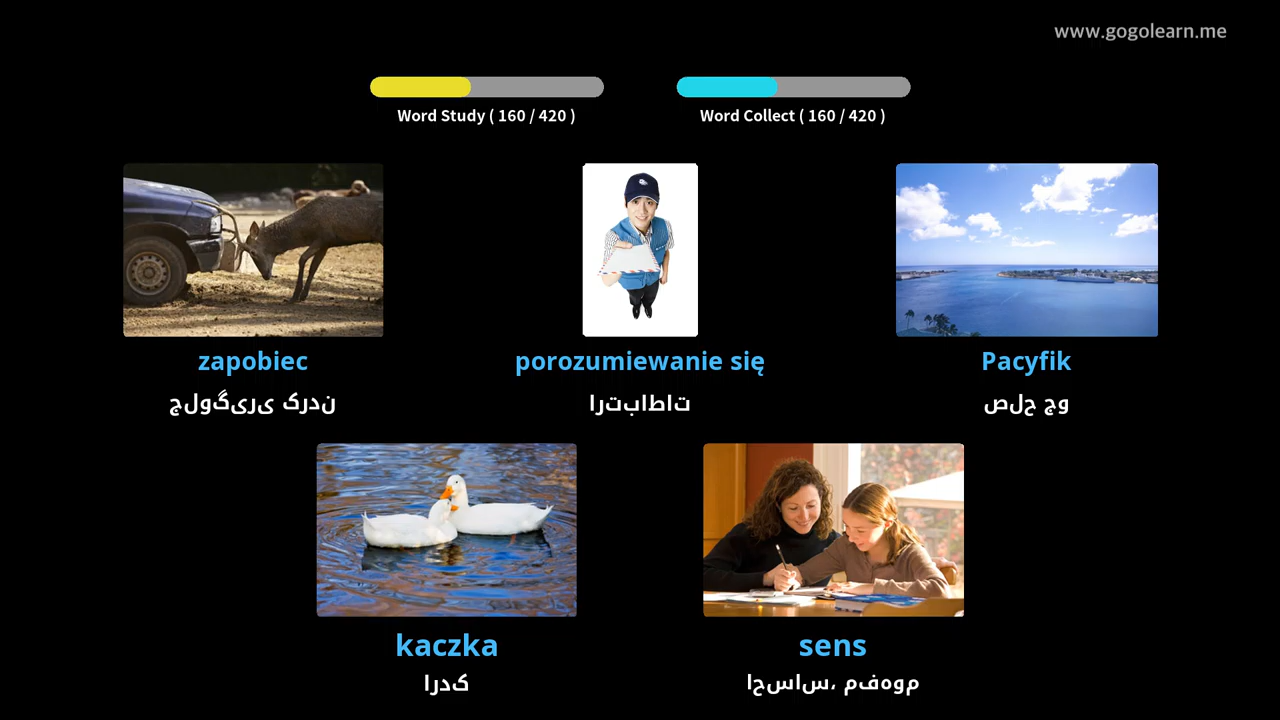 www.gogolearn.me
Word Study ( 160 / 420 )
Word Collect ( 160 / 420 )
zapobiec
جلوگیری کردن
porozumiewanie się
ارتباطات
Pacyfik
صلح جو
kaczka
اردک
sens
احساس، مفهوم